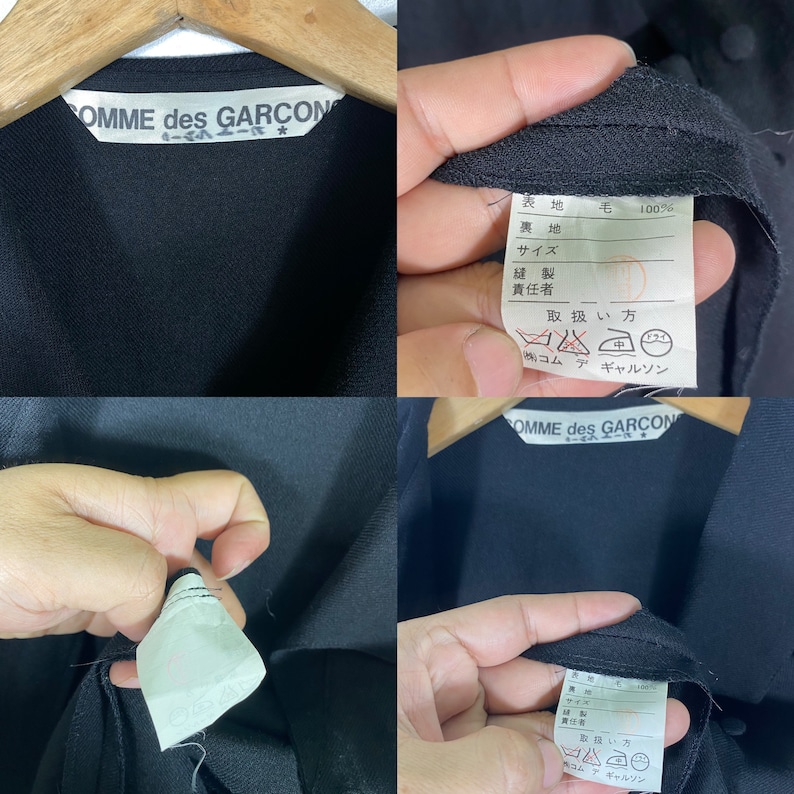 COMME des GARCONS
*
表地 毛 100%
裏地
サイズ
縫製
責任者
取扱い方
中 ドライ
㈱コム デ ギャルソン
COMME des GARCONS
*
表地 毛 100%
裏地
サイズ
縫製
責任者
取扱い方
中
㈱コム デ ギャルソン